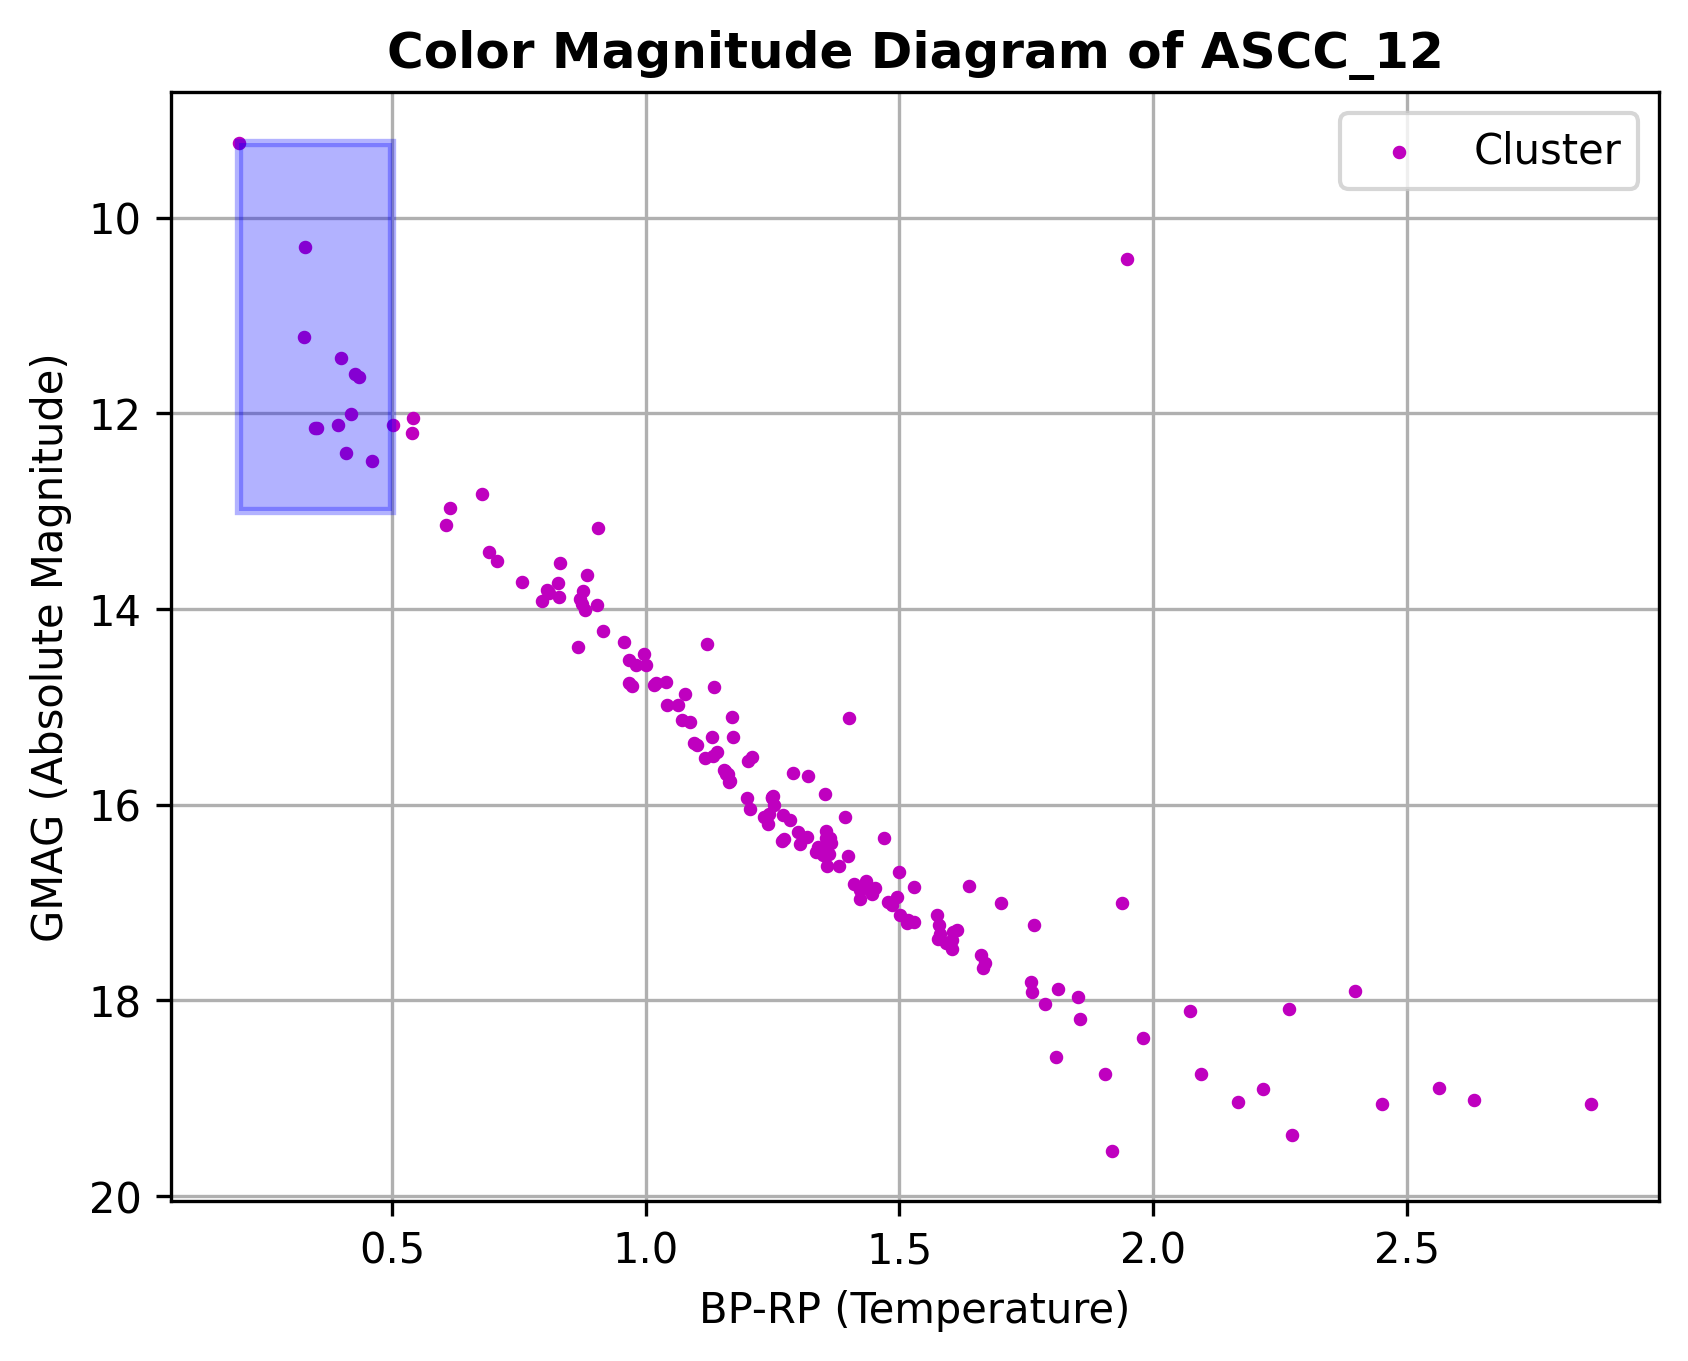 Color Magnitude Diagram of ASCC_12
Cluster
GMAG (Absolute Magnitude)
10
12
14
16
18
20
0.5 1.0 1.5 2.0 2.5
BP-RP (Temperature)